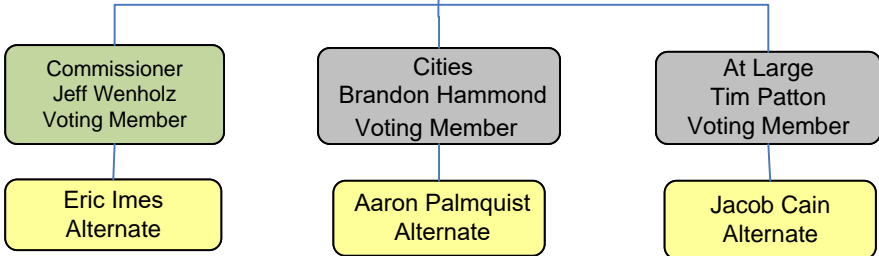 Commissioner
Jeff Wenholz
Voting Member
Cities
Brandon Hammond
Voting Member
At Large
Tim Patton
Voting Member
Eric Imes
Alternate
Aaron Palmquist
Alternate
Jacob Cain
Alternate